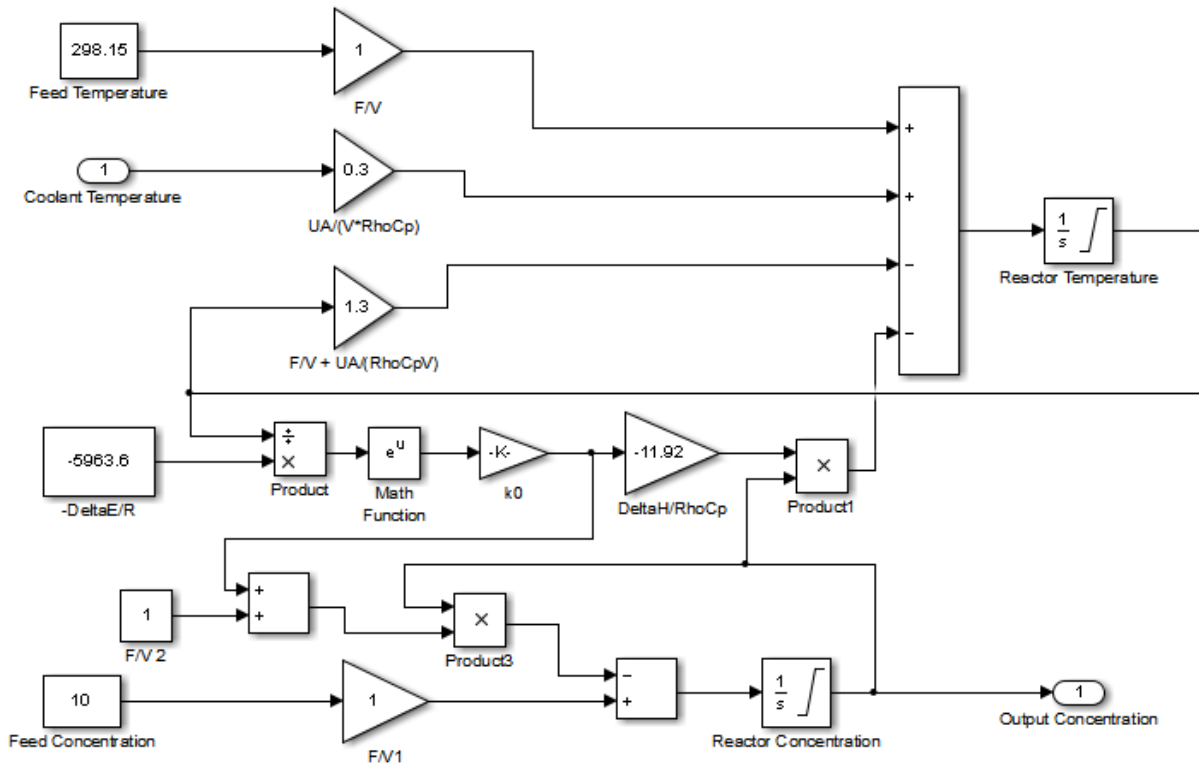 298.15
Feed Temperature
1
F/V
1
Coolant Temperature
0.3
UA/(V*RhoCp)
1.3
F/V + UA/(RhoCpV)
+
+
−
−
1
s
Reactor Temperature
-5963.6
-DeltaE/R
÷
×
Product
e^u
Math
Function
-K-
k0
-11.92
DeltaH/RhoCp
×
Product1
1
F/V 2
+
+
×
Product3
10
Feed Concentration
1
F/V1
−
+
1
s
Reactor Concentration
1
Output Concentration